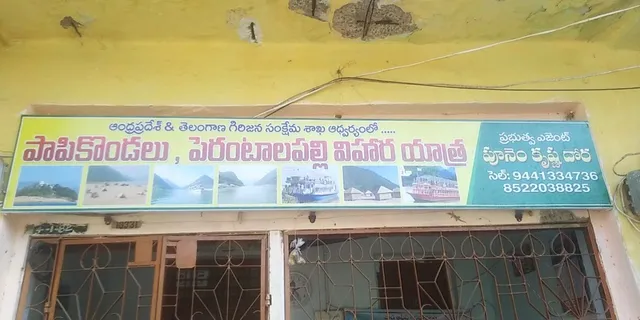 ఆంధ్రప్రదేశ్ & తెలంగాణ గిరిజన సంక్షేమ శాఖ ఆధ్వర్యంలో .....
పాపికొండలు, పేరంటాలపల్లి విహార యాత్ర
ప్రభుత్వ ఏజెంట్
పూనెం కృష్ణ దొర
సెల్: 9441334736
8522038825